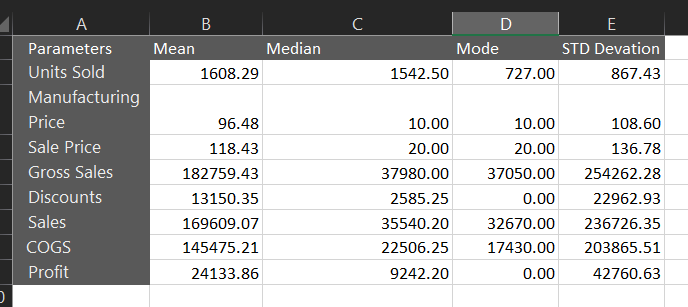 A B C D E
Parameters Mean Median Mode STD Devation
Units Sold 1608.29 1542.50 727.00 867.43
Manufacturing
Price 96.48 10.00 10.00 108.60
Sale Price 118.43 20.00 20.00 136.78
Gross Sales 182759.43 37980.00 37050.00 254262.28
Discounts 13150.35 2585.25 0.00 22962.93
Sales 169609.07 35540.20 32670.00 236726.35
COGS 145475.21 22506.25 17430.00 203865.51
Profit 24133.86 9242.20 0.00 42760.63